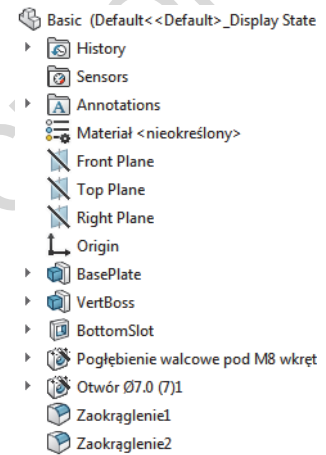 Basic (Default<<Default>_Display State
History
Sensors
A Annotations
Materiał <nieokreślony>
Front Plane
Top Plane
Right Plane
Origin
BasePlate
VertBoss
BottomSlot
Pogłębienie walcowe pod M8 wkręt
Otwór Ø7.0 (7)1
Zaokrąglenie1
Zaokrąglenie2